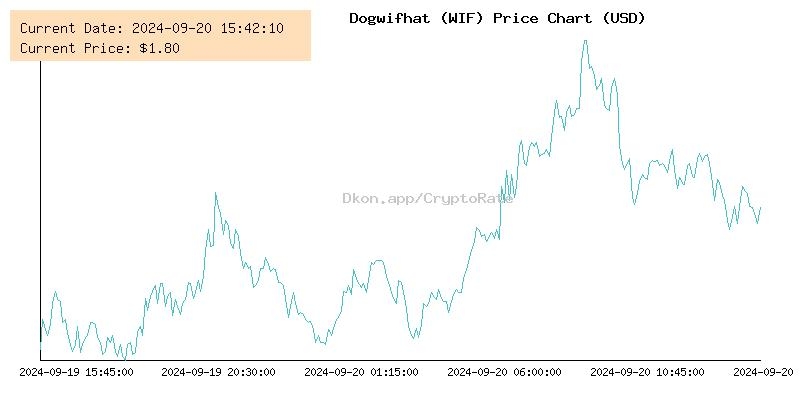 Dogwifhat (WIF) Price Chart (USD)
Current Date: 2024-09-20 15:42:10
Current Price: $1.80
Dkon.app/CryptoRate
2024-09-19 15:45:00 2024-09-19 20:30:00 2024-09-20 01:15:00 2024-09-20 06:00:00 2024-09-20 10:45:00 2024-09-20